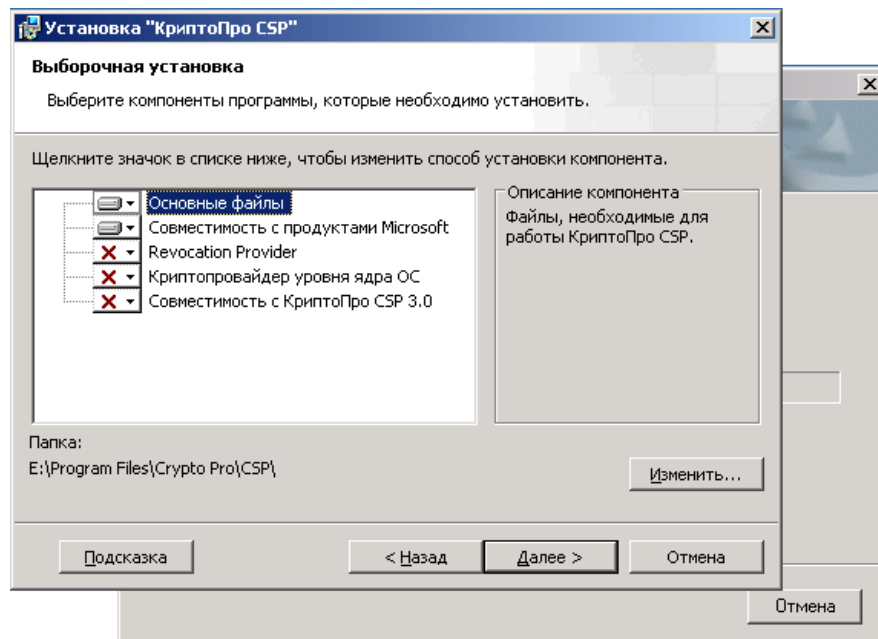 Установка "КриптоПро CSP"
Выборочная установка
Выберите компоненты программы, которые необходимо установить.
Щелкните значок в списке ниже, чтобы изменить способ установки компонента.
Основные файлы
Совместимость с продуктами Microsoft
Revocation Provider
Криптопровайдер уровня ядра ОС
Совместимость с КриптоПро CSP 3.0
Описание компонента
Файлы, необходимые для
работы КриптоПро CSP.
Папка:
E:\Program Files\Crypto Pro\CSP\
Изменить...
Подсказка
< Назад
Далее >
Отмена
Отмена